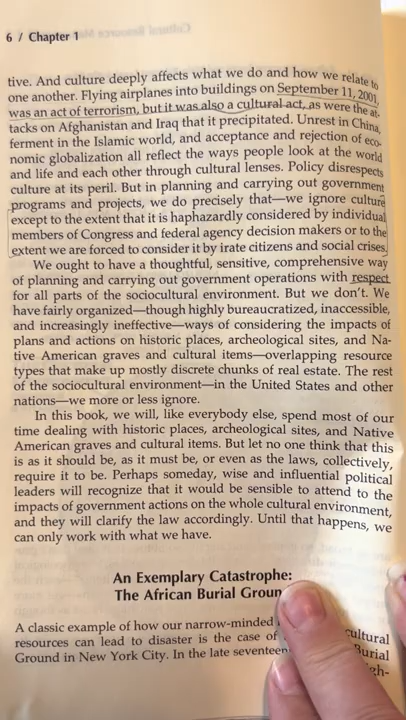 6 / Chapter 1
tive. And culture deeply affects what we do and how we relate to
one another. Flying airplanes into buildings on September 11, 2001,
was an act of terrorism, but it was also a cultural act, as were the at-
tacks on Afghanistan and Iraq that it precipitated. Unrest in China,
ferment in the Islamic world, and acceptance and rejection of eco-
nomic globalization all reflect the ways people look at the world
and life and each other through cultural lenses. Policy disrespects
culture at its peril. But in planning and carrying out government
programs and projects, we do precisely that—we ignore culture
except to the extent that it is haphazardly considered by individual
members of Congress and federal agency decision makers or to the
extent we are forced to consider it by irate citizens and social crises.
We ought to have a thoughtful, sensitive, comprehensive way
of planning and carrying out government operations with respect
for all parts of the sociocultural environment. But we don't. We
have fairly organized—though highly bureaucratized, inaccessible,
and increasingly ineffective—ways of considering the impacts of
plans and actions on historic places, archeological sites, and Na-
tive American graves and cultural items—overlapping resource
types that make up mostly discrete chunks of real estate. The rest
of the sociocultural environment—in the United States and other
nations—we more or less ignore.
In this book, we will, like everybody else, spend most of our
time dealing with historic places, archeological sites, and Native
American graves and cultural items. But let no one think that this
is as it should be, as it must be, or even as the laws, collectively,
require it to be. Perhaps someday, wise and influential political
leaders will recognize that it would be sensible to attend to the
impacts of government actions on the whole cultural environment,
and they will clarify the law accordingly. Until that happens, we
can only work with what we have.
An Exemplary Catastrophe:
The African Burial Groun
A classic example of how our narrow-minded cultural
resources can lead to disaster is the case of Burial
Ground in New York City. In the late seventeen gh-